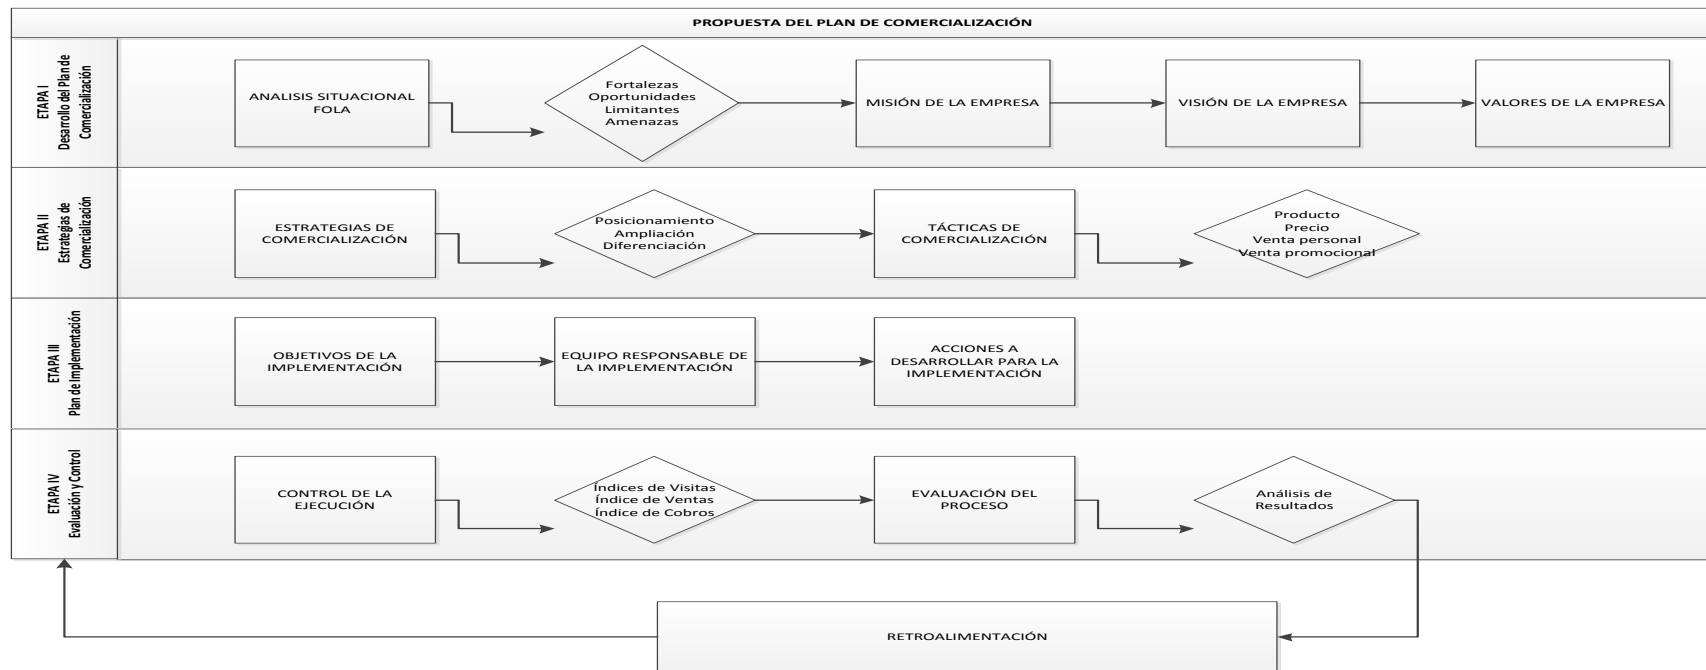 PROPUESTA DEL PLAN DE COMERCIALIZACIÓN
ETAPA I
Desarrollo del Plan de
Comercialización
ANALISIS SITUACIONAL
FOLA
Fortalezas
Oportunidades
Limitantes
Amenazas
MISIÓN DE LA EMPRESA
VISIÓN DE LA EMPRESA
VALORES DE LA EMPRESA
ETAPA II
Estrategias de
Comercialización
ESTRATEGIAS DE
COMERCIALIZACIÓN
Posicionamiento
Ampliación
Diferenciación
TÁCTICAS DE
COMERCIALIZACIÓN
Producto
Precio
Venta personal
Venta promocional
ETAPA III
Plan de Implementación
OBJETIVOS DE LA
IMPLEMENTACIÓN
EQUIPO RESPONSABLE DE
LA IMPLEMENTACIÓN
ACCIONES A
DESARROLLAR PARA LA
IMPLEMENTACIÓN
ETAPA IV
Evaluación y Control
CONTROL DE LA
EJECUCIÓN
Índices de Visitas
Índice de Ventas
Índice de Cobros
EVALUACIÓN DEL
PROCESO
Análisis de
Resultados
RETROALIMENTACIÓN